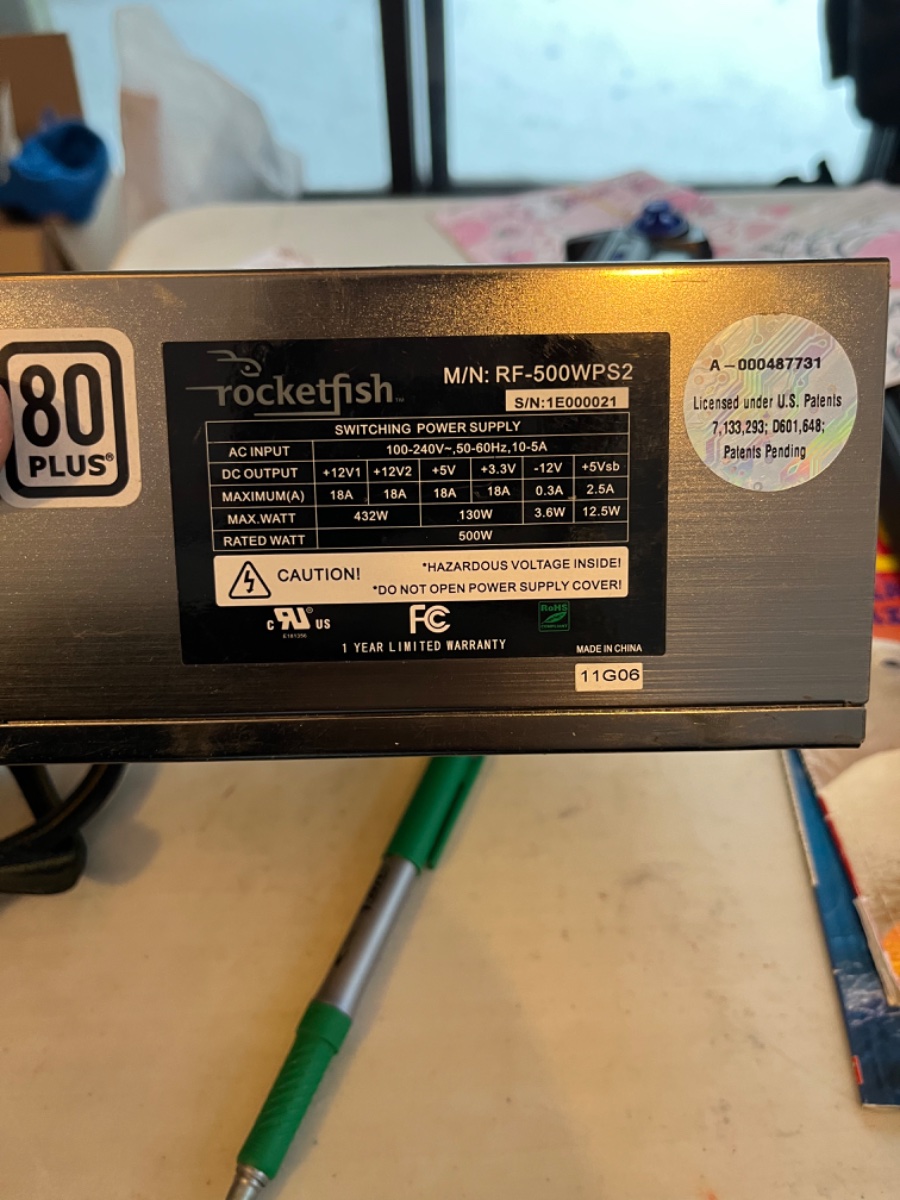 80
PLUS®
rocketfish™
M/N: RF-500WPS2
S/N:1E000021
SWITCHING POWER SUPPLY
AC INPUT 100-240V~,50-60Hz,10-5A
DC OUTPUT +12V1 +12V2 +5V +3.3V -12V +5Vsb
MAXIMUM(A) 18A 18A 18A 18A 0.3A 2.5A
MAX.WATT 432W 130W 3.6W 12.5W
RATED WATT 500W
CAUTION!
*HAZARDOUS VOLTAGE INSIDE!
*DO NOT OPEN POWER SUPPLY COVER!
c RU® US
FC
RoHS
COMPLIANT
1 YEAR LIMITED WARRANTY
MADE IN CHINA
11G06
A-000487731
Licensed under U.S. Patents
7,133,293; D601,648;
Patents Pending